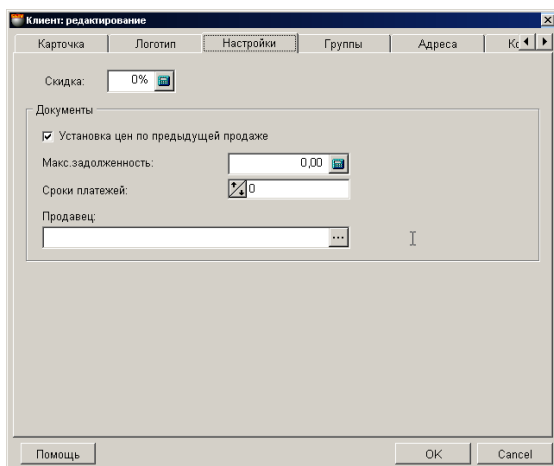 Клиент: редактирование
Карточка Логотип Настройки Группы Адреса
Скидка: 0%
Документы
Установка цен по предыдущей продаже
Макс.задолженность: 0,00
Сроки платежей: 0
Продавец:
...
Помощь OK Cancel